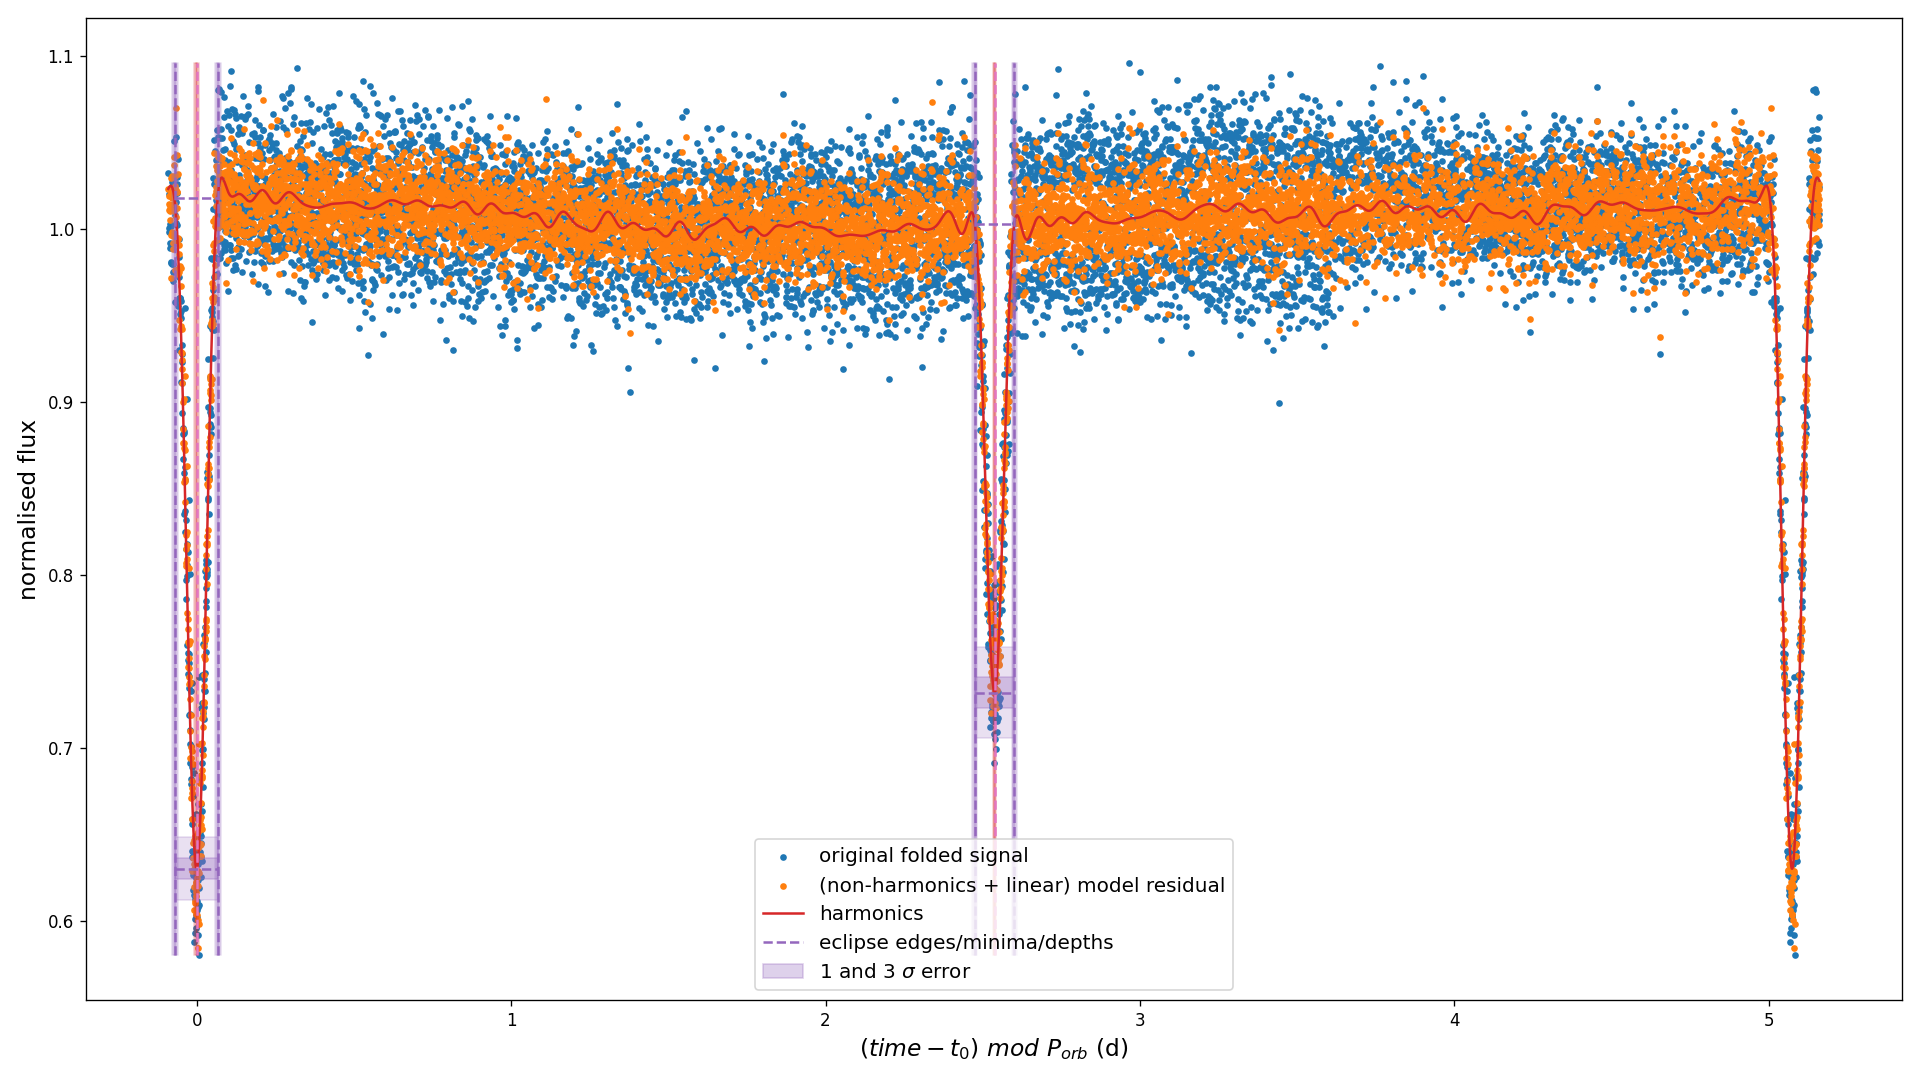 normalised flux
1.1
1.0
0.9
0.8
0.7
0.6
original folded signal
(non-harmonics + linear) model residual
harmonics
eclipse edges/minima/depths
1 and 3 σ error
0 1 2 3 4 5
(time − t₀) mod Pₒᵣᵦ (d)